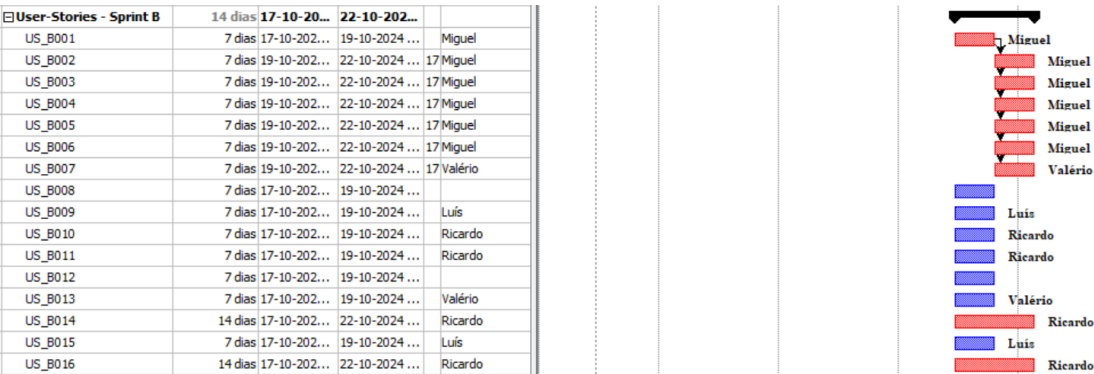 User-Stories - Sprint B 14 dias 17-10-20... 22-10-202...
US_B001 7 dias 17-10-202... 19-10-2024 ... Miguel Miguel
US_B002 7 dias 19-10-202... 22-10-2024 ... 17 Miguel Miguel
US_B003 7 dias 19-10-202... 22-10-2024 ... 17 Miguel Miguel
US_B004 7 dias 19-10-202... 22-10-2024 ... 17 Miguel Miguel
US_B005 7 dias 19-10-202... 22-10-2024 ... 17 Miguel Miguel
US_B006 7 dias 19-10-202... 22-10-2024 ... 17 Miguel Miguel
US_B007 7 dias 19-10-202... 22-10-2024 ... 17 Valério Valério
US_B008 7 dias 17-10-202... 19-10-2024 ...
US_B009 7 dias 17-10-202... 19-10-2024 ... Luís Luís
US_B010 7 dias 17-10-202... 19-10-2024 ... Ricardo Ricardo
US_B011 7 dias 17-10-202... 19-10-2024 ... Ricardo Ricardo
US_B012 7 dias 17-10-202... 19-10-2024 ...
US_B013 7 dias 17-10-202... 19-10-2024 ... Valério Valério
US_B014 14 dias 17-10-202... 22-10-2024 ... Ricardo Ricardo
US_B015 7 dias 17-10-202... 19-10-2024 ... Luís Luís
US_B016 14 dias 17-10-202... 22-10-2024 ... Ricardo Ricardo